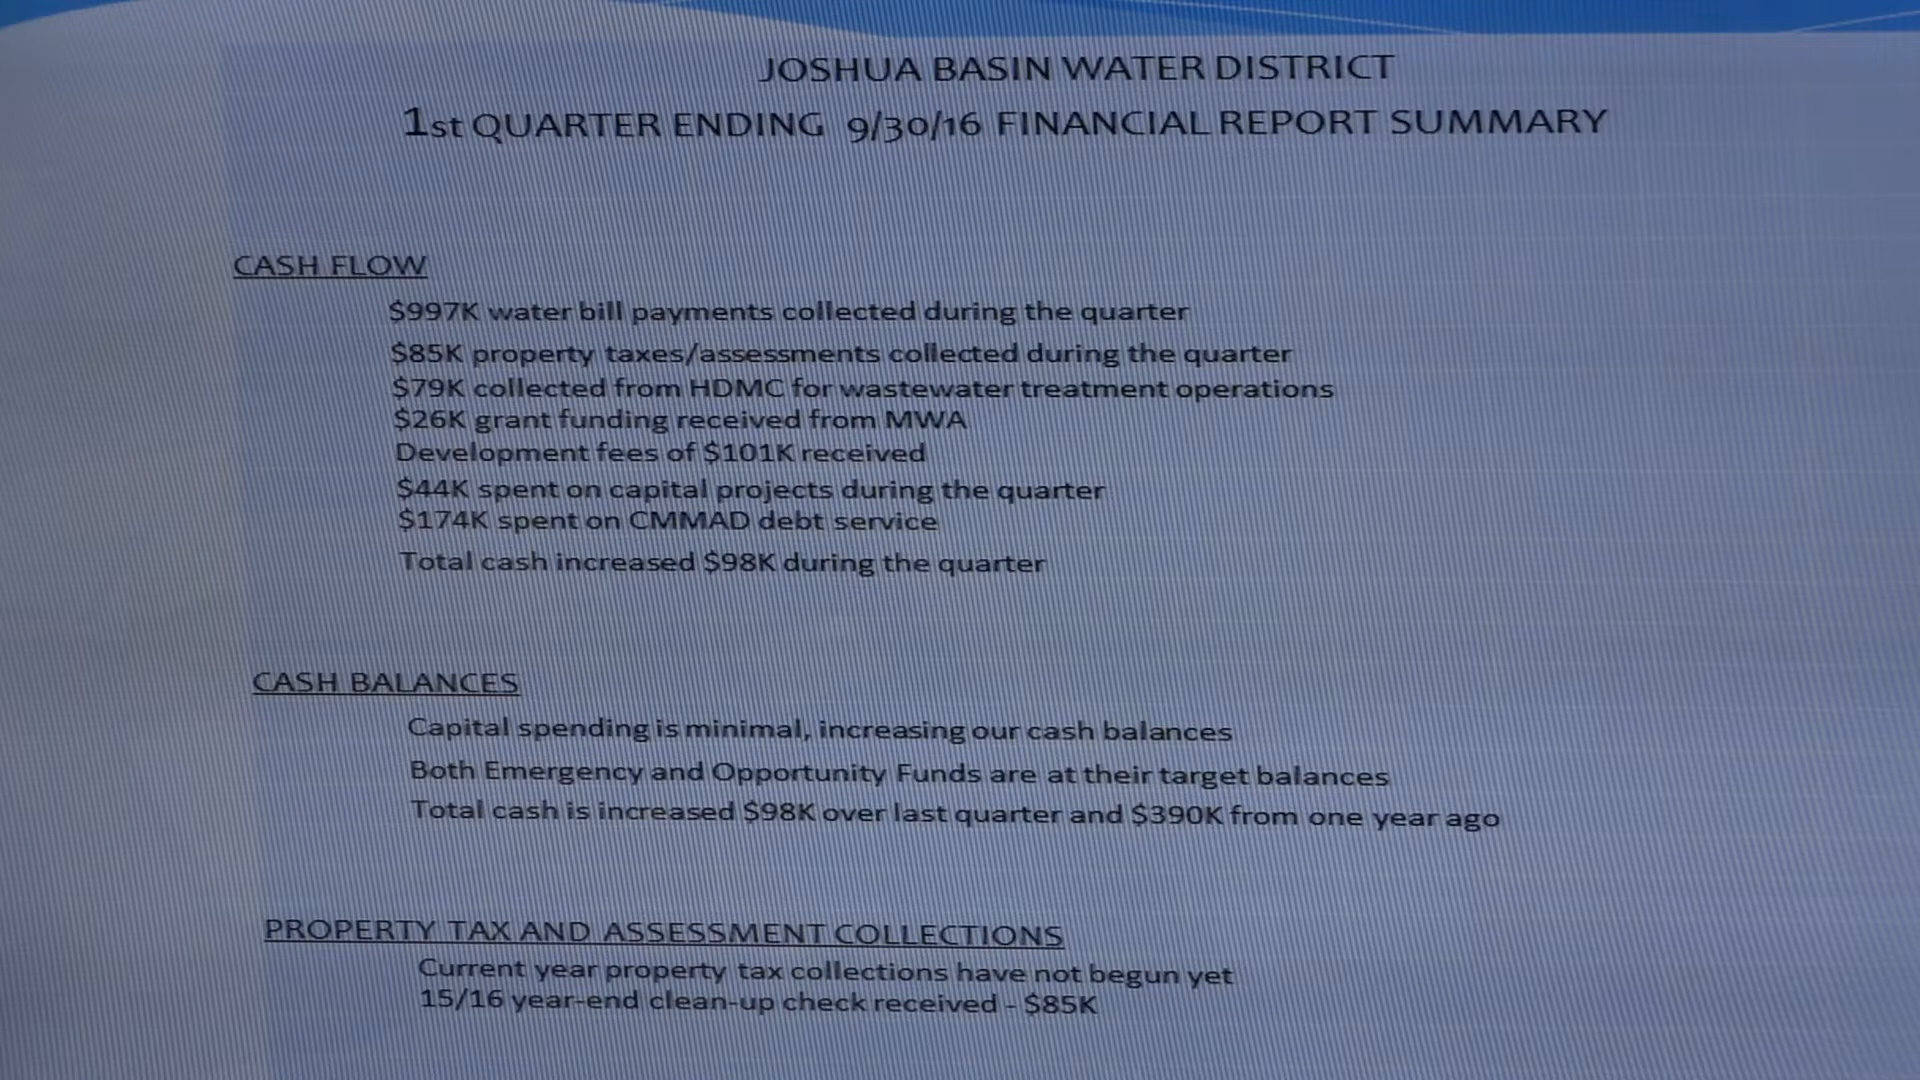 JOSHUA BASIN WATER DISTRICT
1st QUARTER ENDING 9/30/16 FINANCIAL REPORT SUMMARY
CASH FLOW
$997K water bill payments collected during the quarter
$85K property taxes/assessments collected during the quarter
$79K collected from HDMC for wastewater treatment operations
$26K grant funding received from MWA
Development fees of $101K received
$44K spent on capital projects during the quarter
$174K spent on CMMAD debt service
Total cash increased $98K during the quarter
CASH BALANCES
Capital spending is minimal, increasing our cash balances
Both Emergency and Opportunity Funds are at their target balances
Total cash is increased $98K over last quarter and $390K from one year ago
PROPERTY TAX AND ASSESSMENT COLLECTIONS
Current year property tax collections have not begun yet
15/16 year-end clean-up check received - $85K